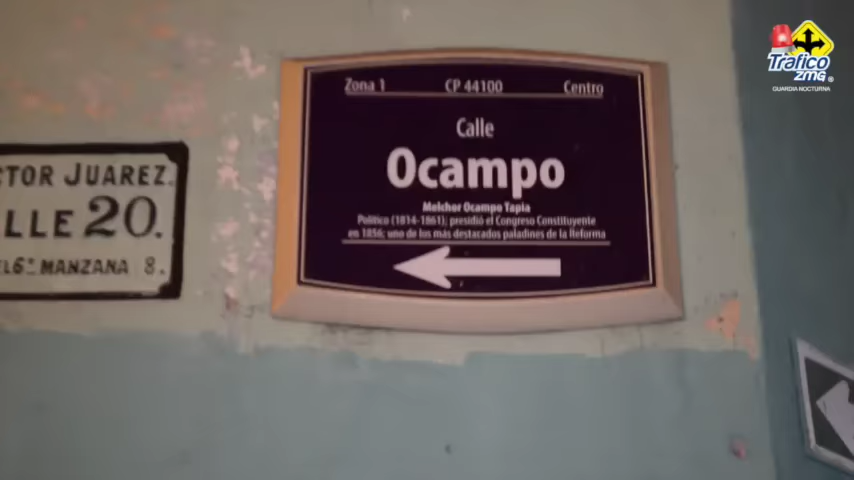 CTOR JUAREZ.
LLE 20.
EL 6º MANZANA 8.
Zona 1 CP 44100 Centro
Calle
Ocampo
Melchor Ocampo Tapia
Político (1814-1861); presidió el Congreso Constituyente
en 1856; uno de los más destacados paladines de la Reforma
Tráfico
ZMG®
GUARDIA NOCTURNA